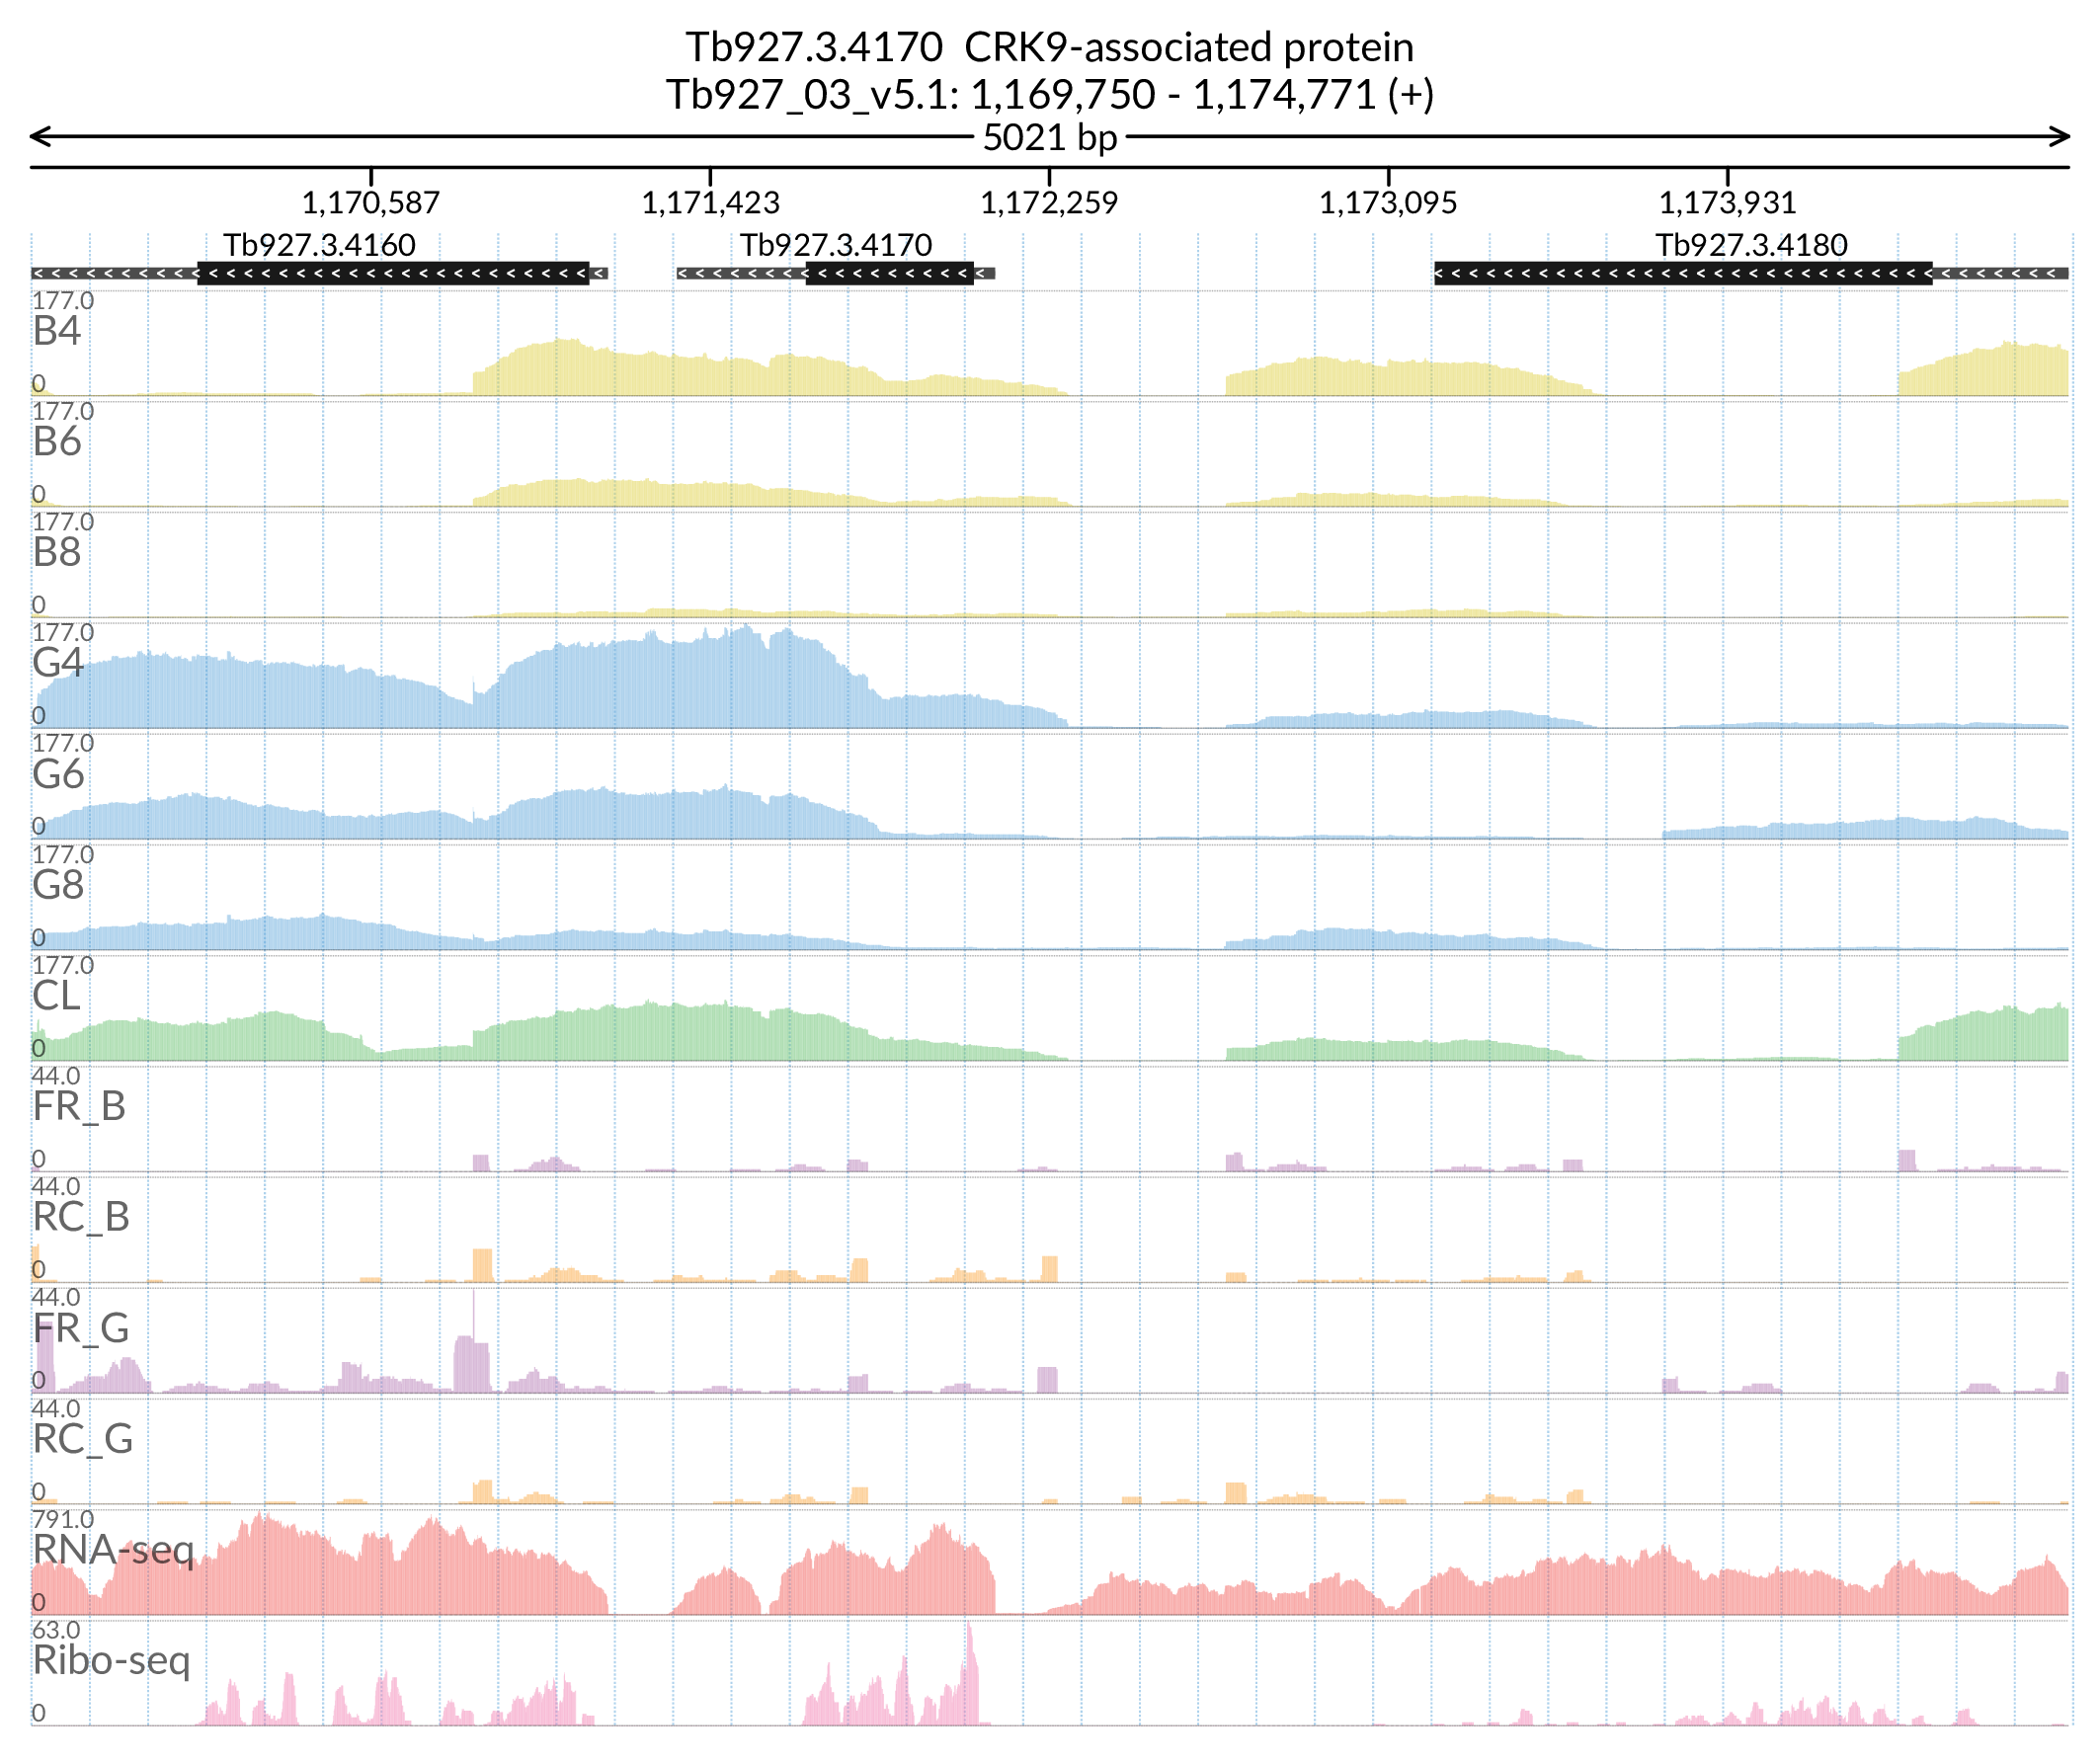 Tb927.3.4170 CRK9-associated protein
Tb927_03_v5.1: 1,169,750 - 1,174,771 (+)
5021 bp
1,170,587 1,171,423 1,172,259 1,173,095 1,173,931
Tb927.3.4160 Tb927.3.4170 Tb927.3.4180
177.0
B4
0
177.0
B6
0
177.0
B8
0
177.0
G4
0
177.0
G6
0
177.0
G8
0
177.0
CL
0
44.0
FR_B
0
44.0
RC_B
0
44.0
FR_G
0
44.0
RC_G
0
791.0
RNA-seq
0
63.0
Ribo-seq
0